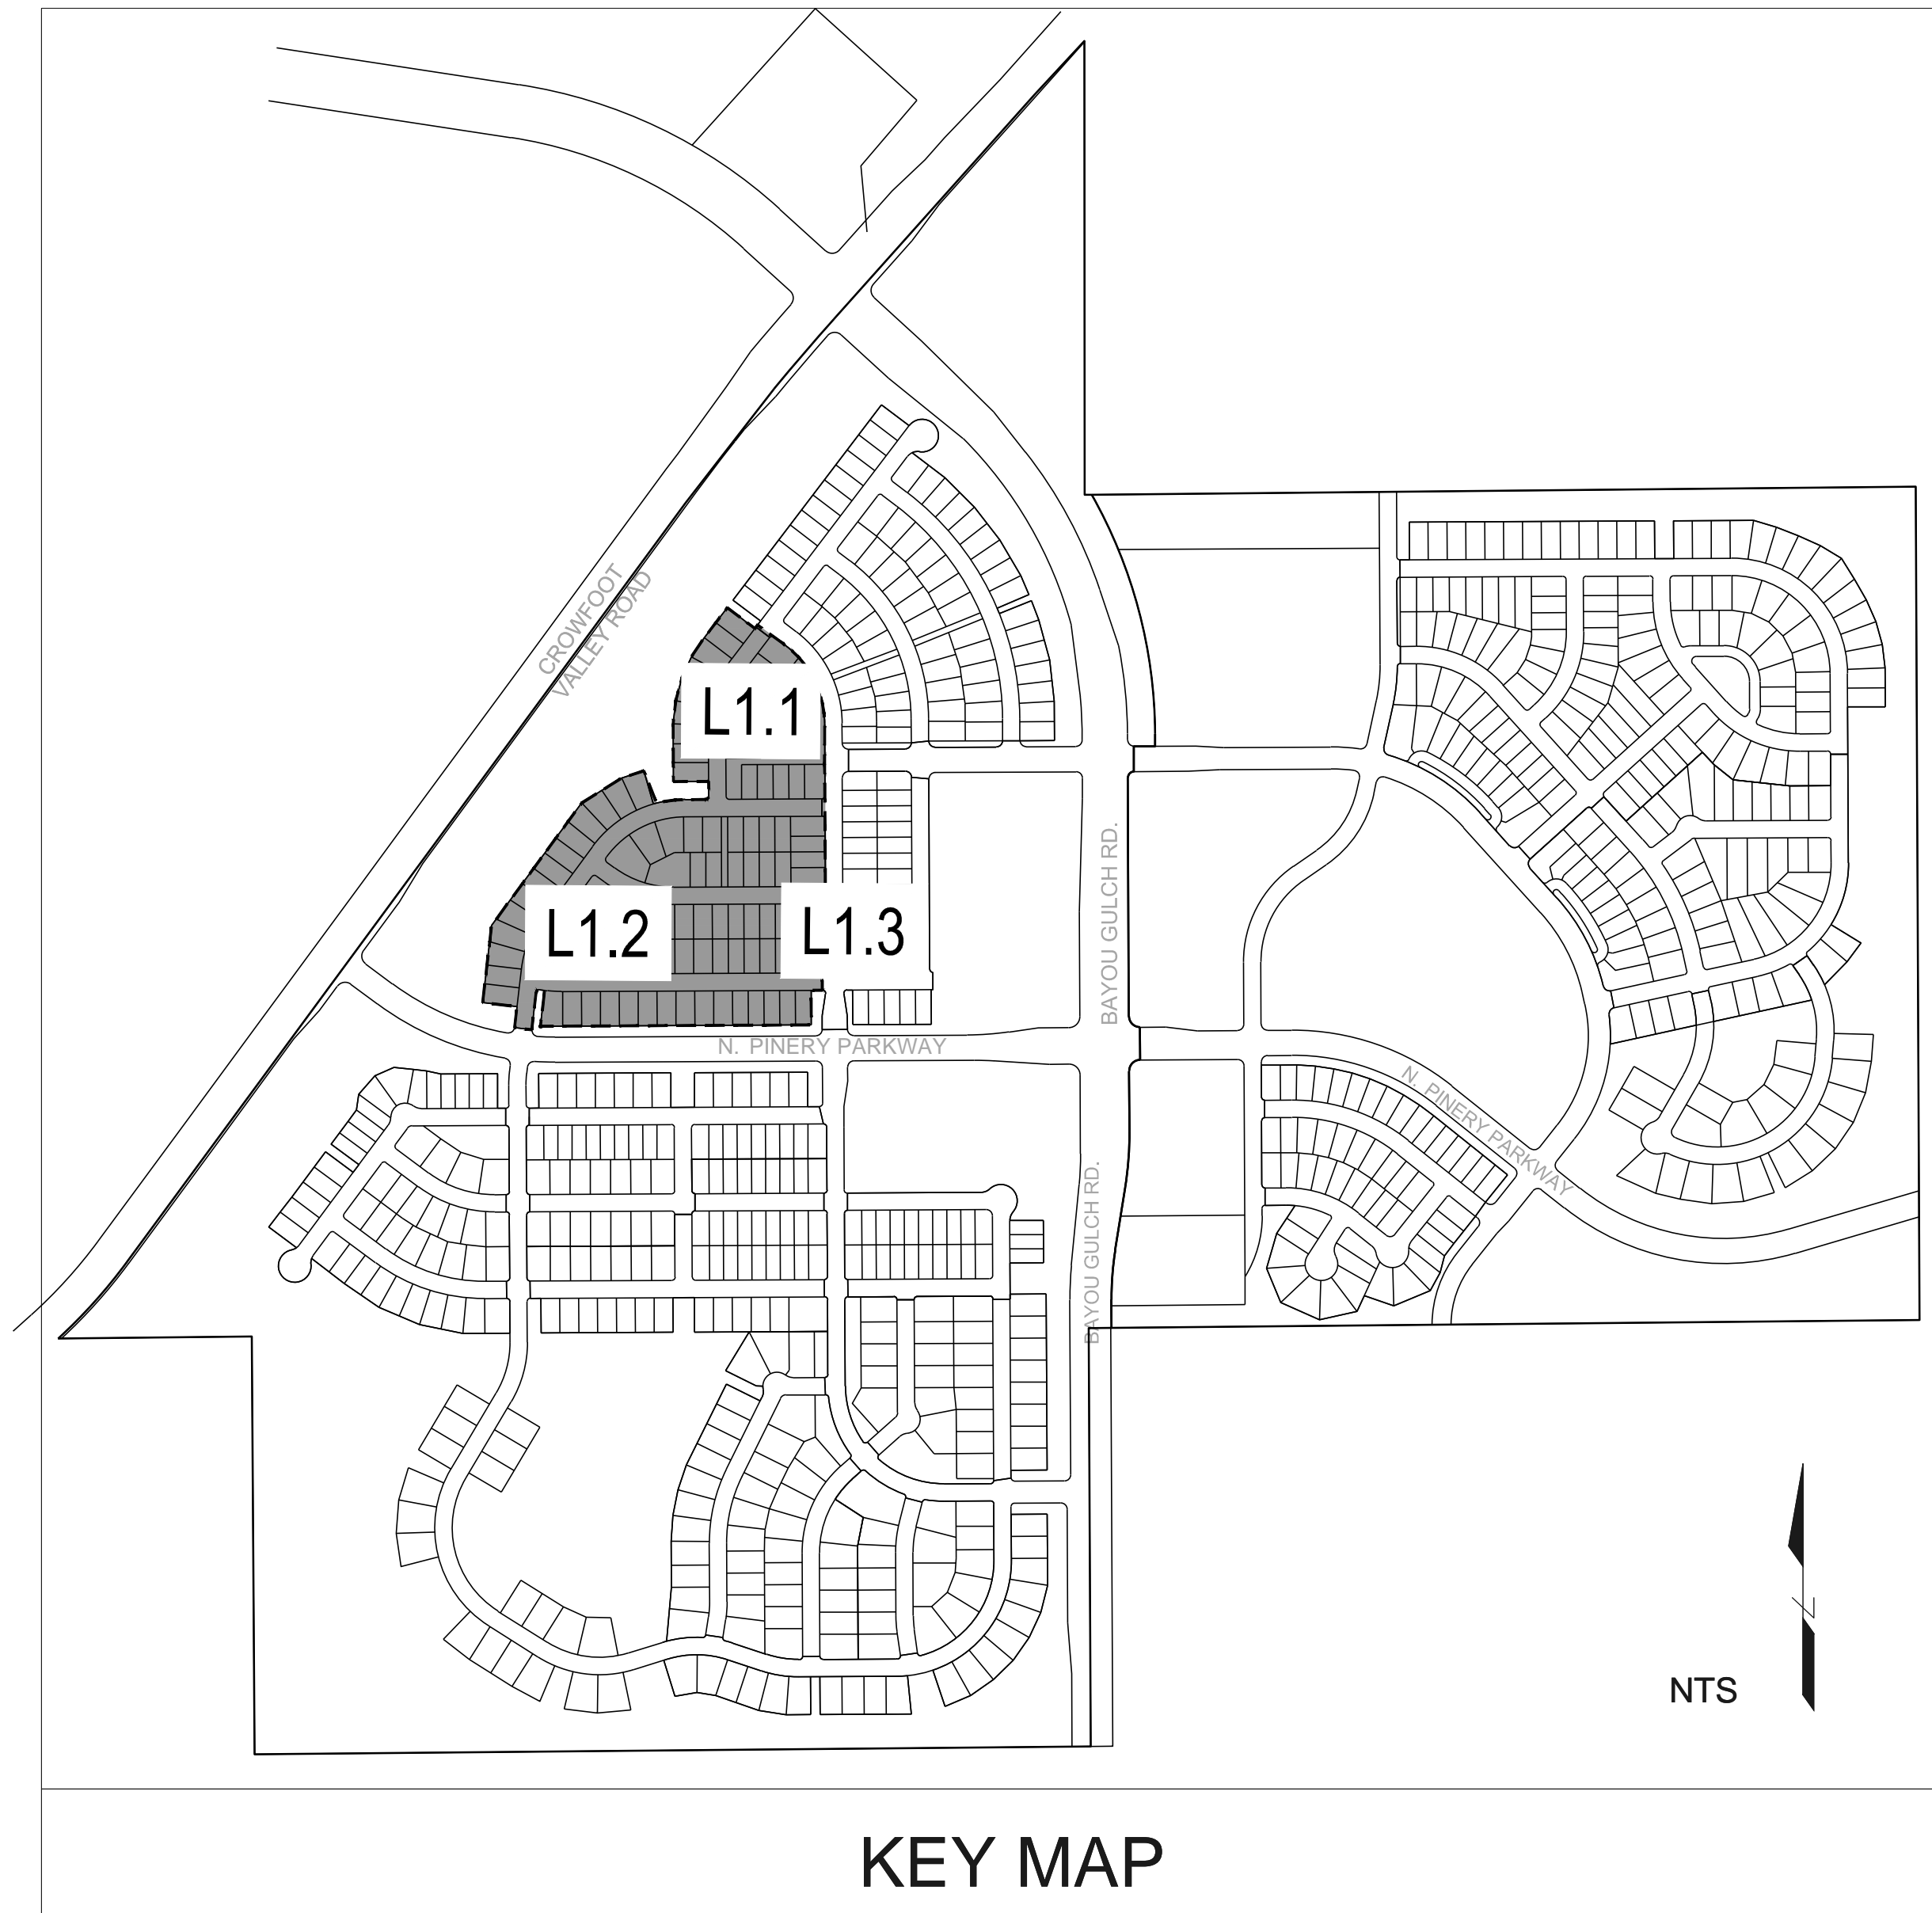 CROWFOOT
VALLEY ROAD
L1.1
L1.2
L1.3
BAYOU GULCH RD.
N. PINERY PARKWAY
N. PINERY PARKWAY
BAYOU GULCH RD.
NTS
N
KEY MAP